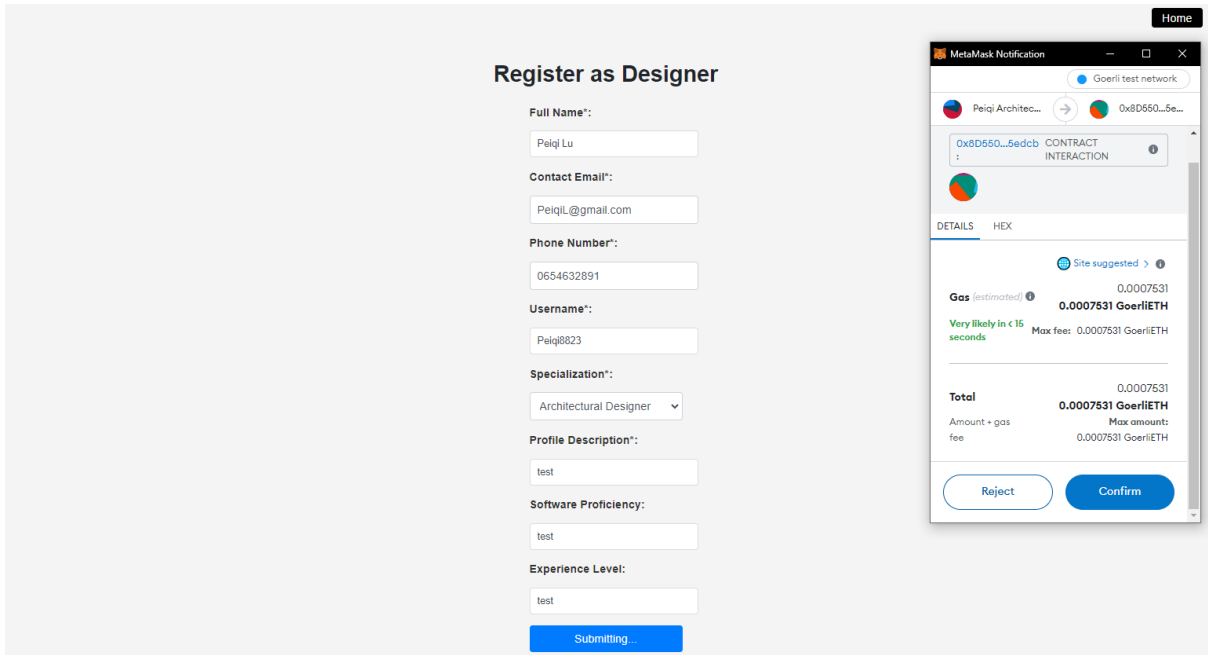 Home
Register as Designer
Full Name*:
Peiqi Lu
Contact Email*:
PeiqiL@gmail.com
Phone Number*:
0654632891
Username*:
Peiqi8823
Specialization*:
Architectural Designer
Profile Description*:
test
Software Proficiency:
test
Experience Level:
test
Submitting...
MetaMask Notification
Goerli test network
Peiqi Architec...
0x8D550...5e...
0x8D550...5edcb CONTRACT
: INTERACTION
DETAILS HEX
Site suggested >
0.0007531
Gas (estimated) 0.0007531 GoerliETH
Very likely in < 15 Max fee: 0.0007531 GoerliETH
seconds
0.0007531
Total 0.0007531 GoerliETH
Amount + gas Max amount:
fee 0.0007531 GoerliETH
Reject Confirm